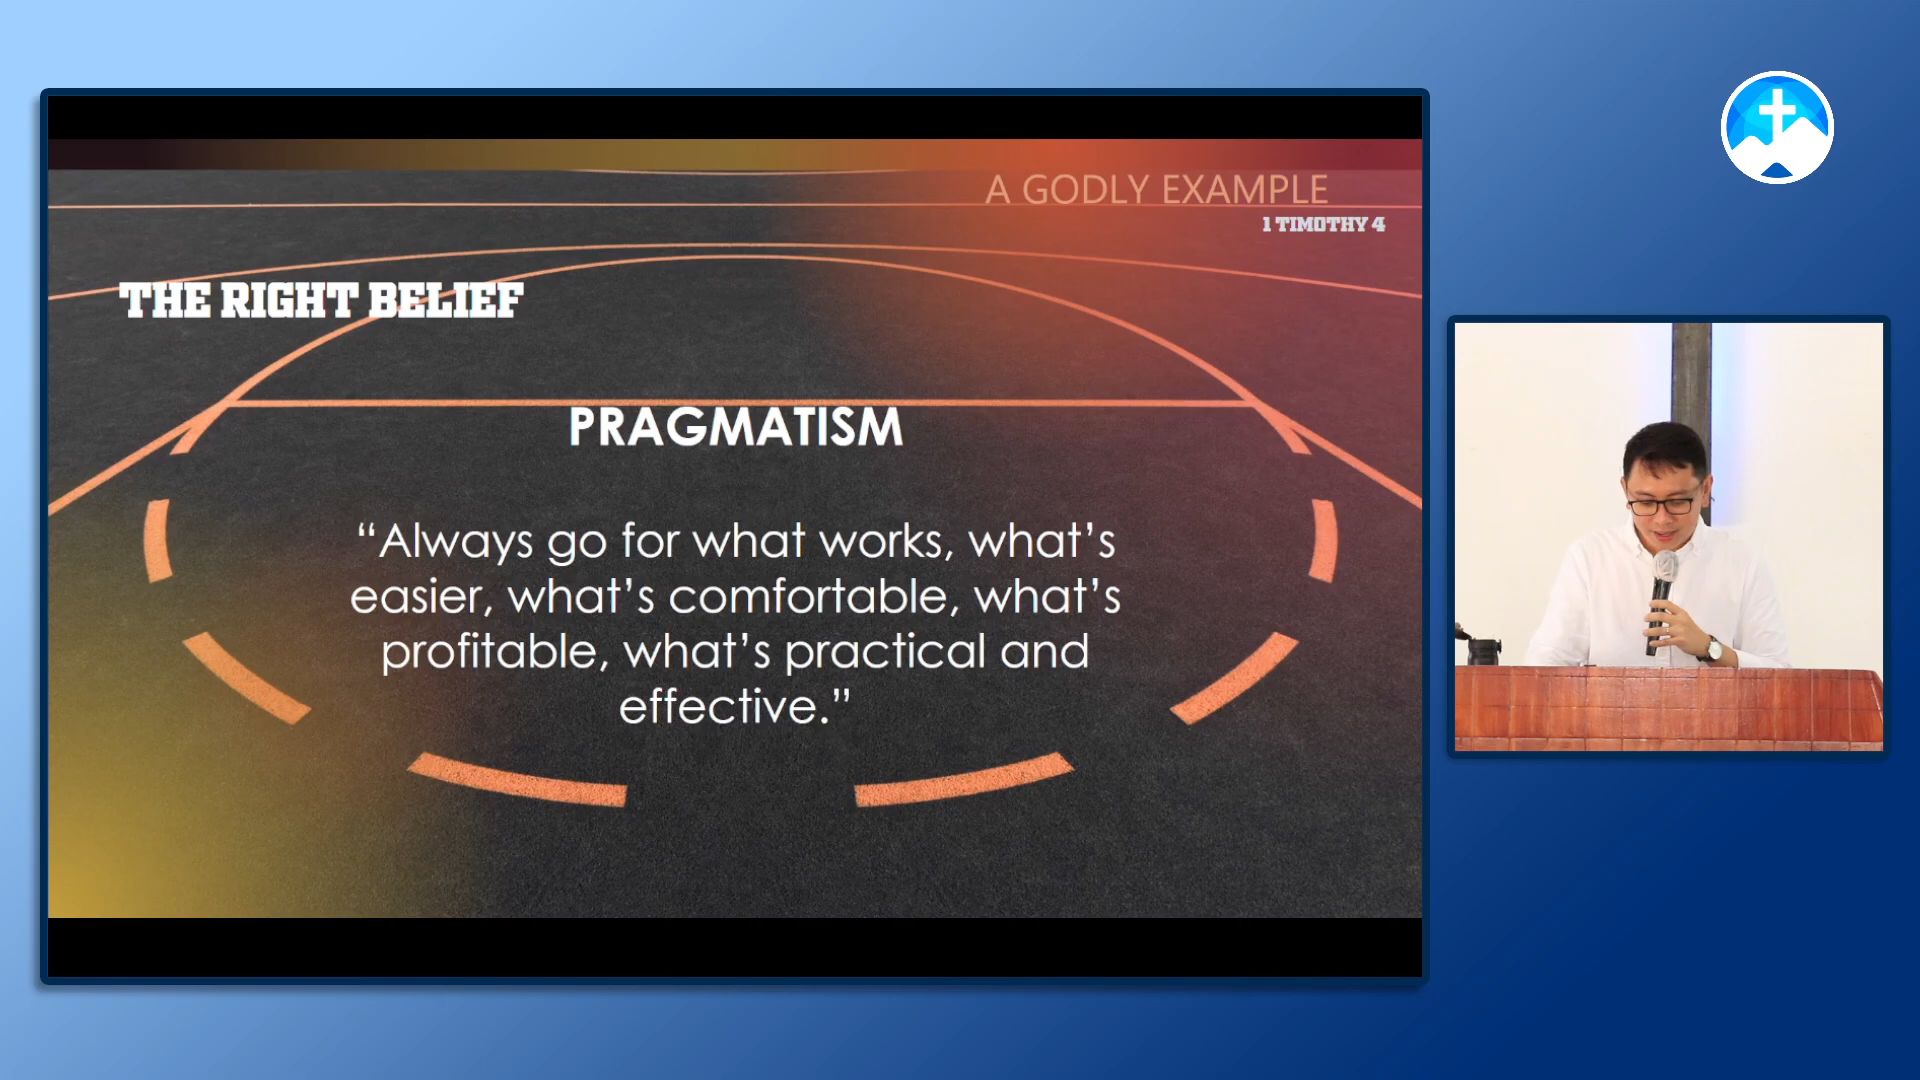 A GODLY EXAMPLE
1 TIMOTHY 4
THE RIGHT BELIEF
PRAGMATISM
“Always go for what works, what’s
easier, what’s comfortable, what’s
profitable, what’s practical and
effective.”